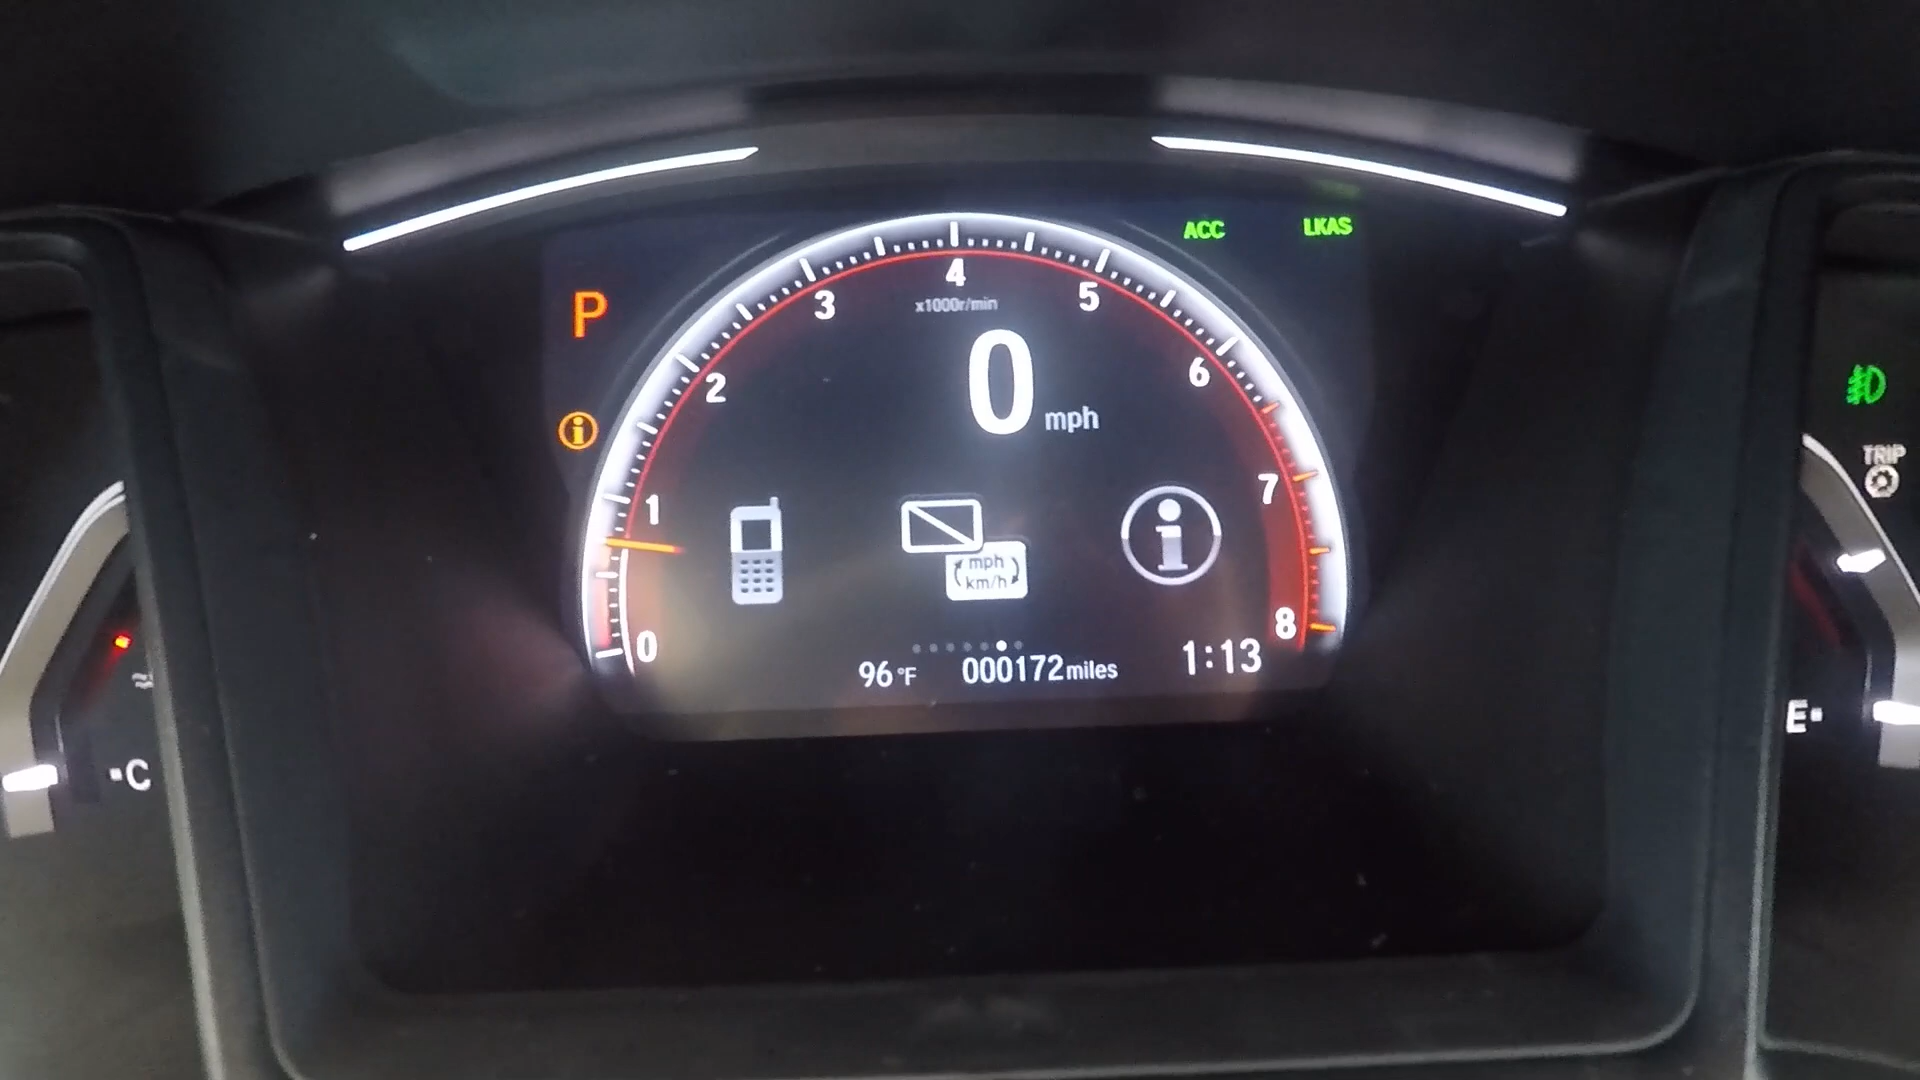 ACC LKAS
P
4
3 5
x1000r/min
0 mph
2 6
1 7
mph
km/h
0 8
96 °F 000172 miles 1:13
C
TRIP
E